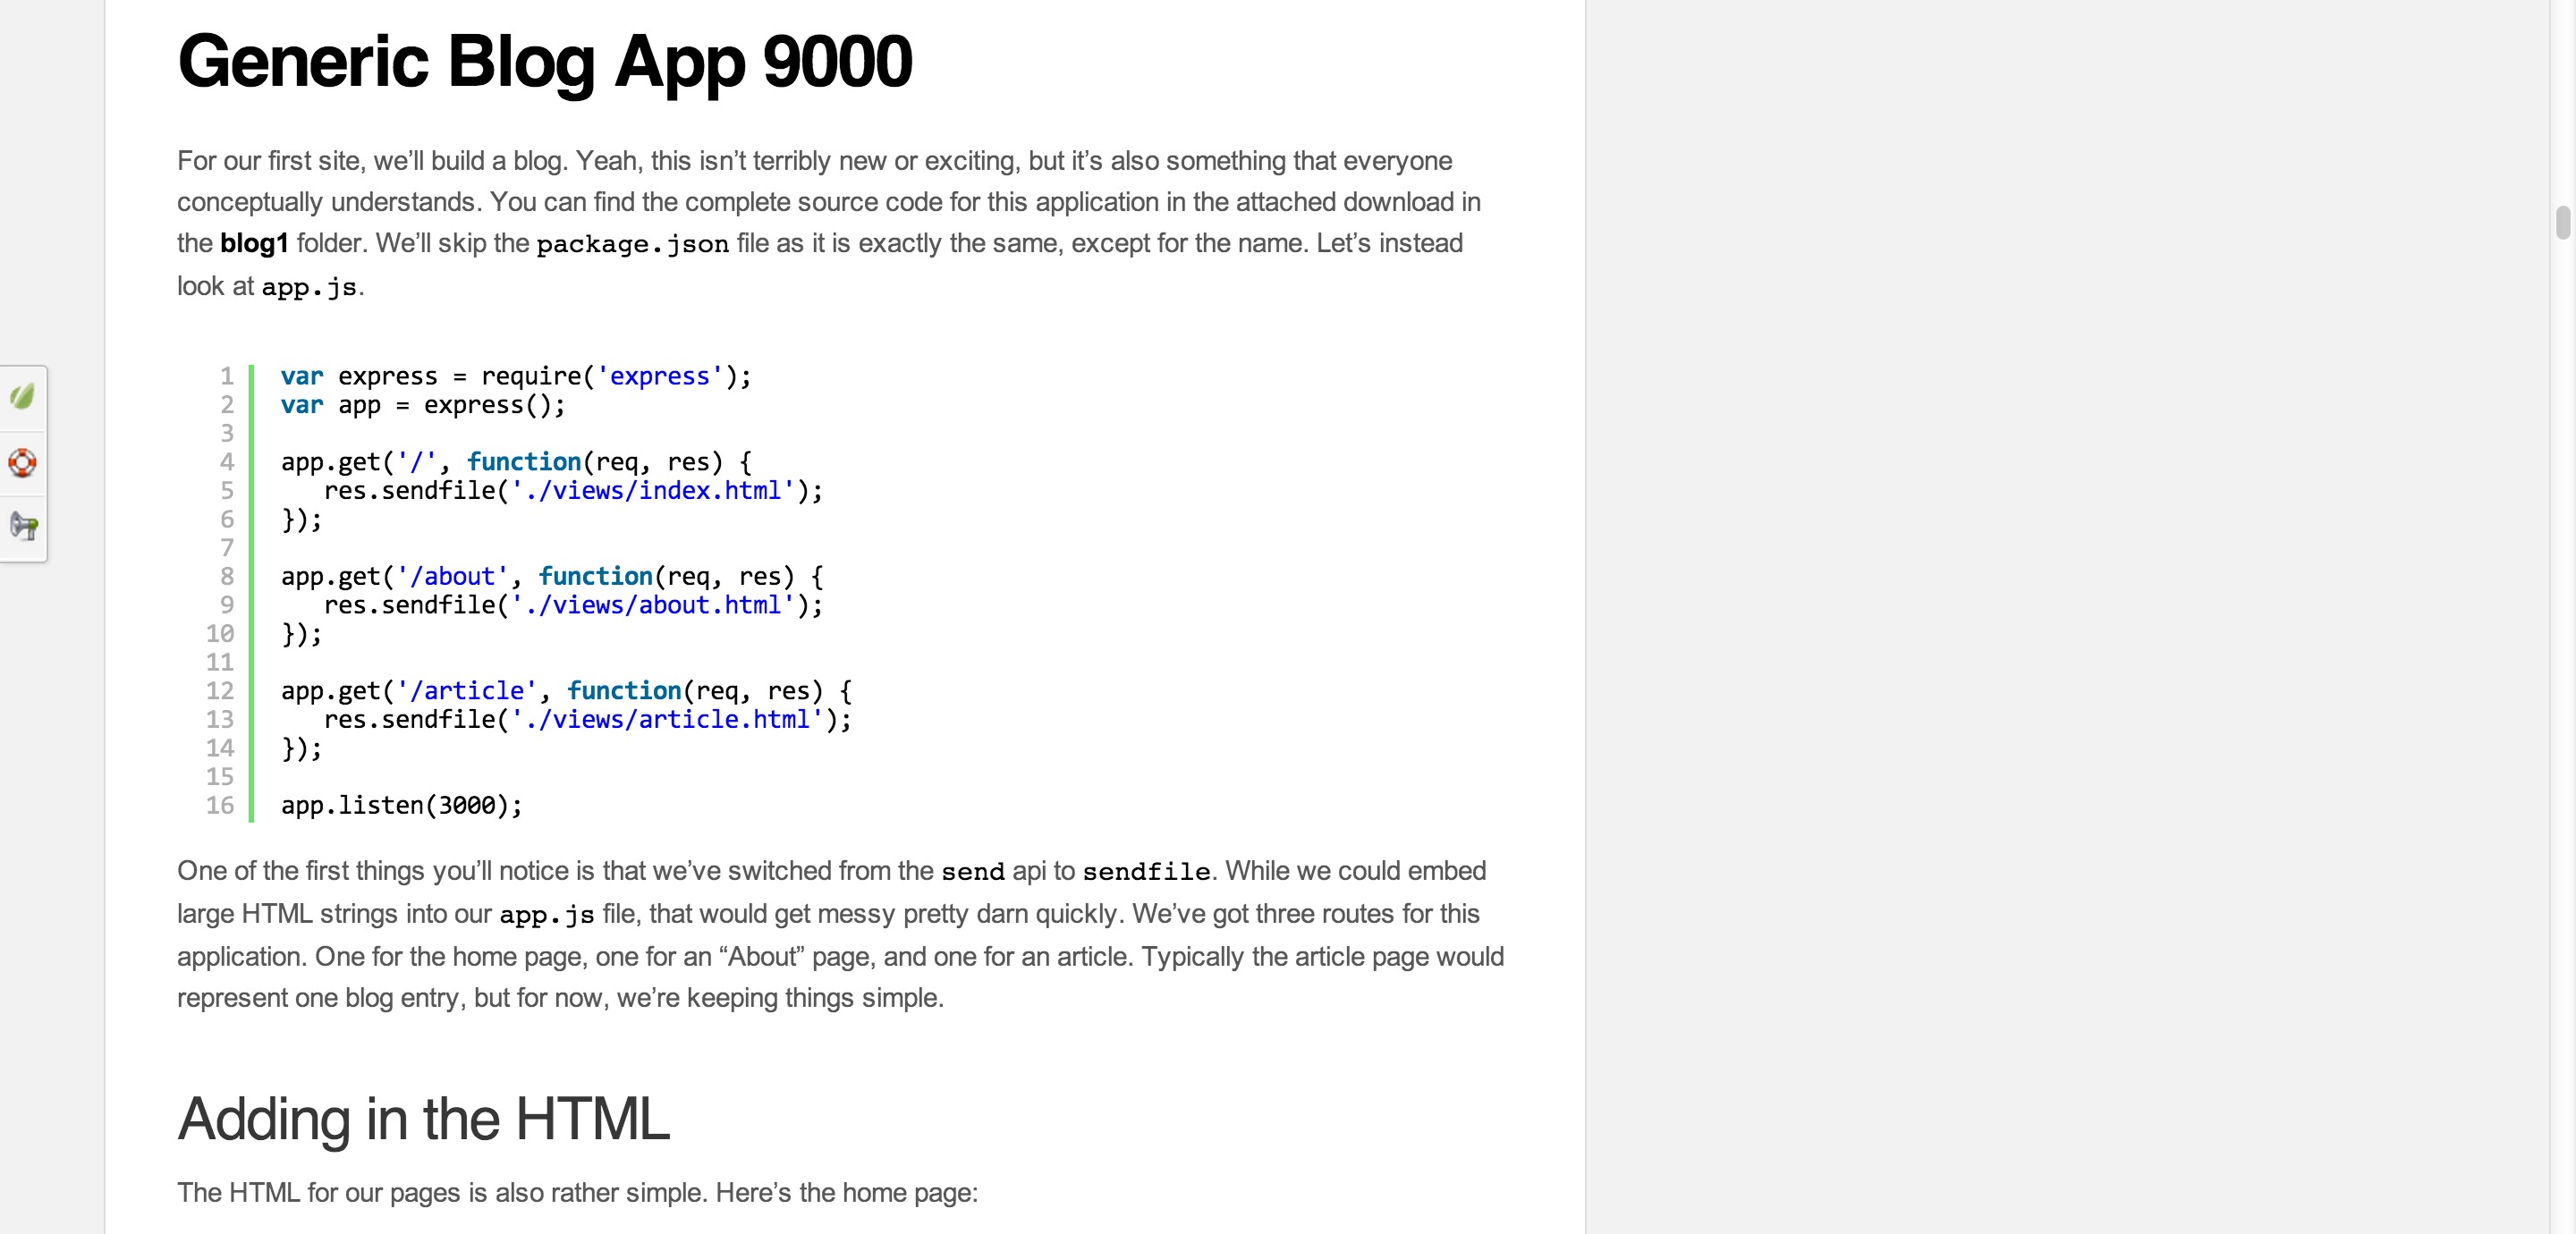 Generic Blog App 9000
For our first site, we’ll build a blog. Yeah, this isn’t terribly new or exciting, but it’s also something that everyone
conceptually understands. You can find the complete source code for this application in the attached download in
the blog1 folder. We’ll skip the package.json file as it is exactly the same, except for the name. Let’s instead
look at app.js.
1 var express = require('express');
2 var app = express();
3
4 app.get('/', function(req, res) {
5    res.sendfile('./views/index.html');
6 });
7
8 app.get('/about', function(req, res) {
9    res.sendfile('./views/about.html');
10 });
11
12 app.get('/article', function(req, res) {
13    res.sendfile('./views/article.html');
14 });
15
16 app.listen(3000);
One of the first things you’ll notice is that we’ve switched from the send api to sendfile. While we could embed
large HTML strings into our app.js file, that would get messy pretty darn quickly. We’ve got three routes for this
application. One for the home page, one for an “About” page, and one for an article. Typically the article page would
represent one blog entry, but for now, we’re keeping things simple.
Adding in the HTML
The HTML for our pages is also rather simple. Here’s the home page: